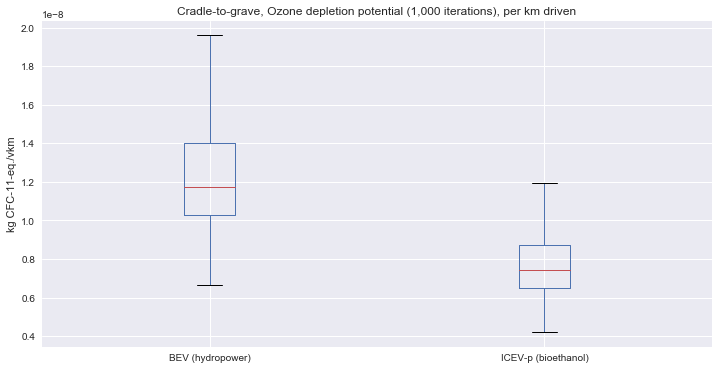 Cradle-to-grave, Ozone depletion potential (1,000 iterations), per km driven
1e−8
2.0
1.8
1.6
1.4
1.2
1.0
0.8
0.6
0.4
kg CFC-11-eq./vkm
BEV (hydropower)
ICEV-p (bioethanol)